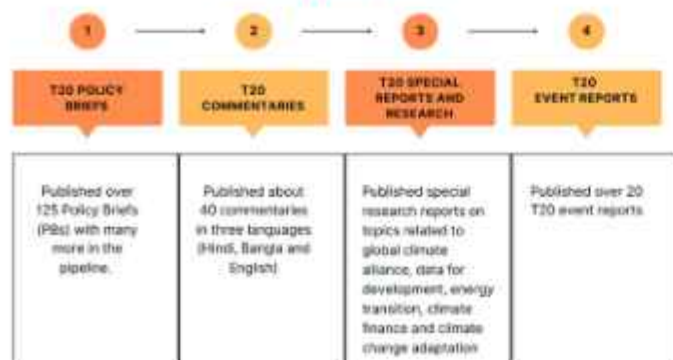 1
2
3
4
T20 POLICY
BRIEFS
T20
COMMENTARIES
T20 SPECIAL
REPORTS AND
RESEARCH
T20
EVENT REPORTS
Published over
125 Policy Briefs
(PBs) with many
more in the
pipeline.
Published about
40 commentaries
in three languages
(Hindi, Bangla and
English)
Published special
research reports on
topics related to
global climate
alliance, data for
development, energy
transition, climate
finance and climate
change adaptation
Published over 20
T20 event reports